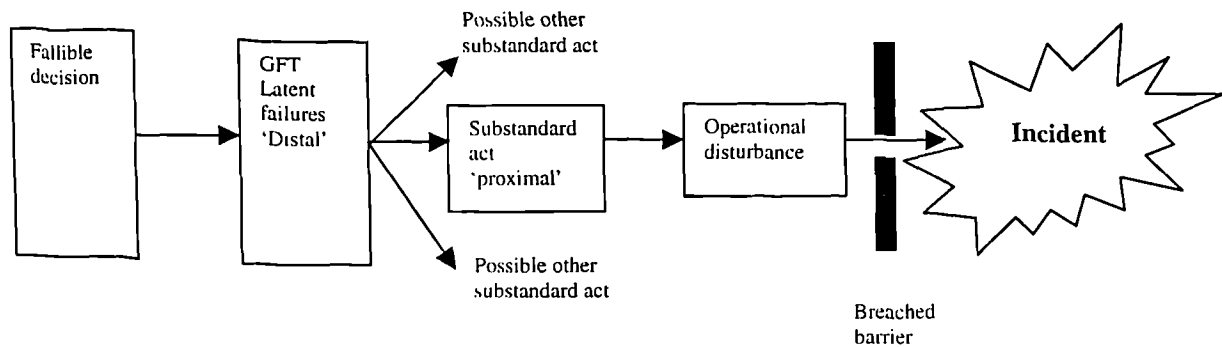 Fallible
decision
GFT
Latent
failures
'Distal'
Possible other
substandard act
Substandard
act
'proximal'
Possible other
substandard act
Operational
disturbance
Breached
barrier
Incident